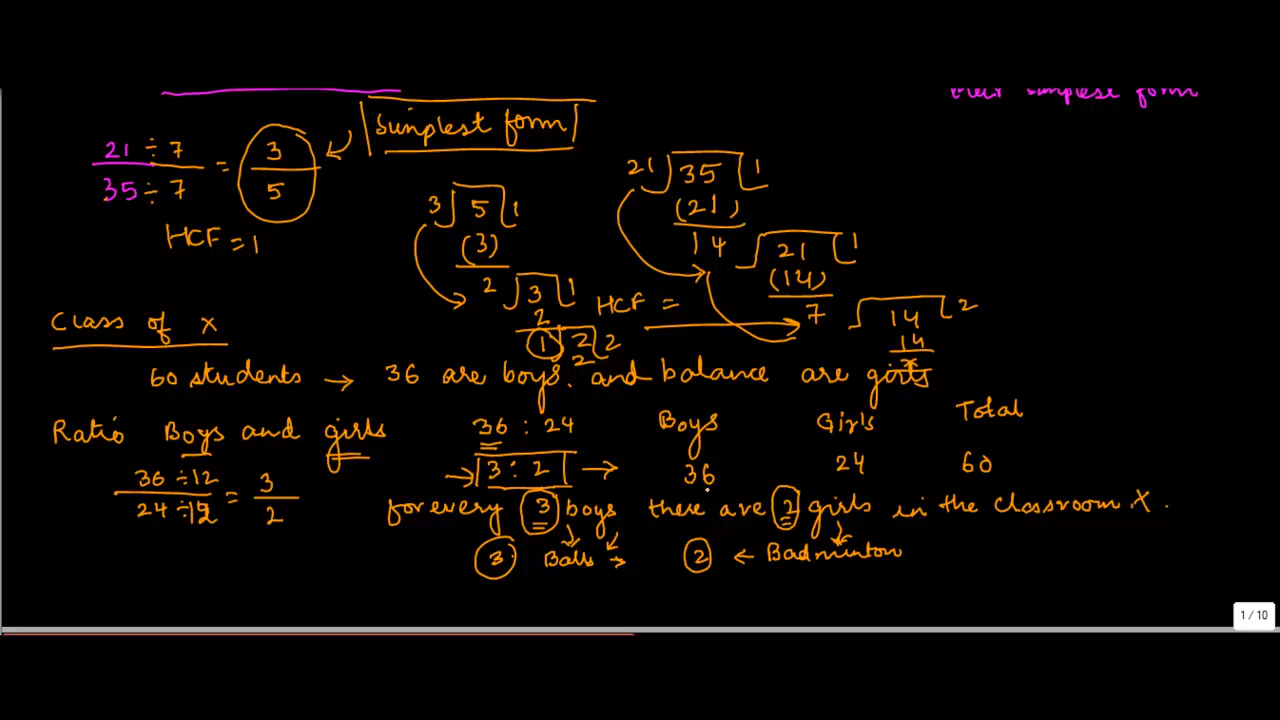 their simplest form
Simplest form
21 ÷ 7 / 35 ÷ 7 = 3 / 5
HCF = 1
3 ) 5 ( 1
(3)
2 ) 3 ( 1
2
1 ) 2 ( 2
2
21 ) 35 ( 1
(21)
14 ) 21 ( 1
(14)
7 ) 14 ( 2
14
x
HCF =
Class of x
60 students → 36 are boys, and balance are girls
Ratio Boys and girls 36 : 24 Boys Girls Total
→ 3 : 2 → 36 24 60
36 ÷ 12 / 24 ÷ 12 = 3 / 2
for every 3 boys there are 2 girls in the classroom X.
3 Balls → 2 ← Badminton
1 / 10